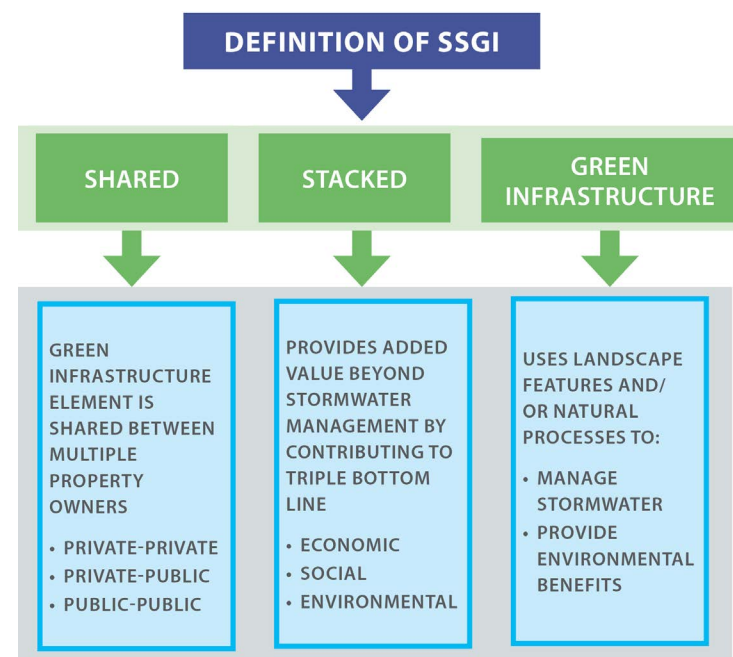 DEFINITION OF SSGI
SHARED
STACKED
GREEN
INFRASTRUCTURE
GREEN
INFRASTRUCTURE
ELEMENT IS
SHARED BETWEEN
MULTIPLE
PROPERTY
OWNERS
• PRIVATE-PRIVATE
• PRIVATE-PUBLIC
• PUBLIC-PUBLIC
PROVIDES ADDED
VALUE BEYOND
STORMWATER
MANAGEMENT BY
CONTRIBUTING TO
TRIPLE BOTTOM
LINE
• ECONOMIC
• SOCIAL
• ENVIRONMENTAL
USES LANDSCAPE
FEATURES AND/
OR NATURAL
PROCESSES TO:
• MANAGE
STORMWATER
• PROVIDE
ENVIRONMENTAL
BENEFITS